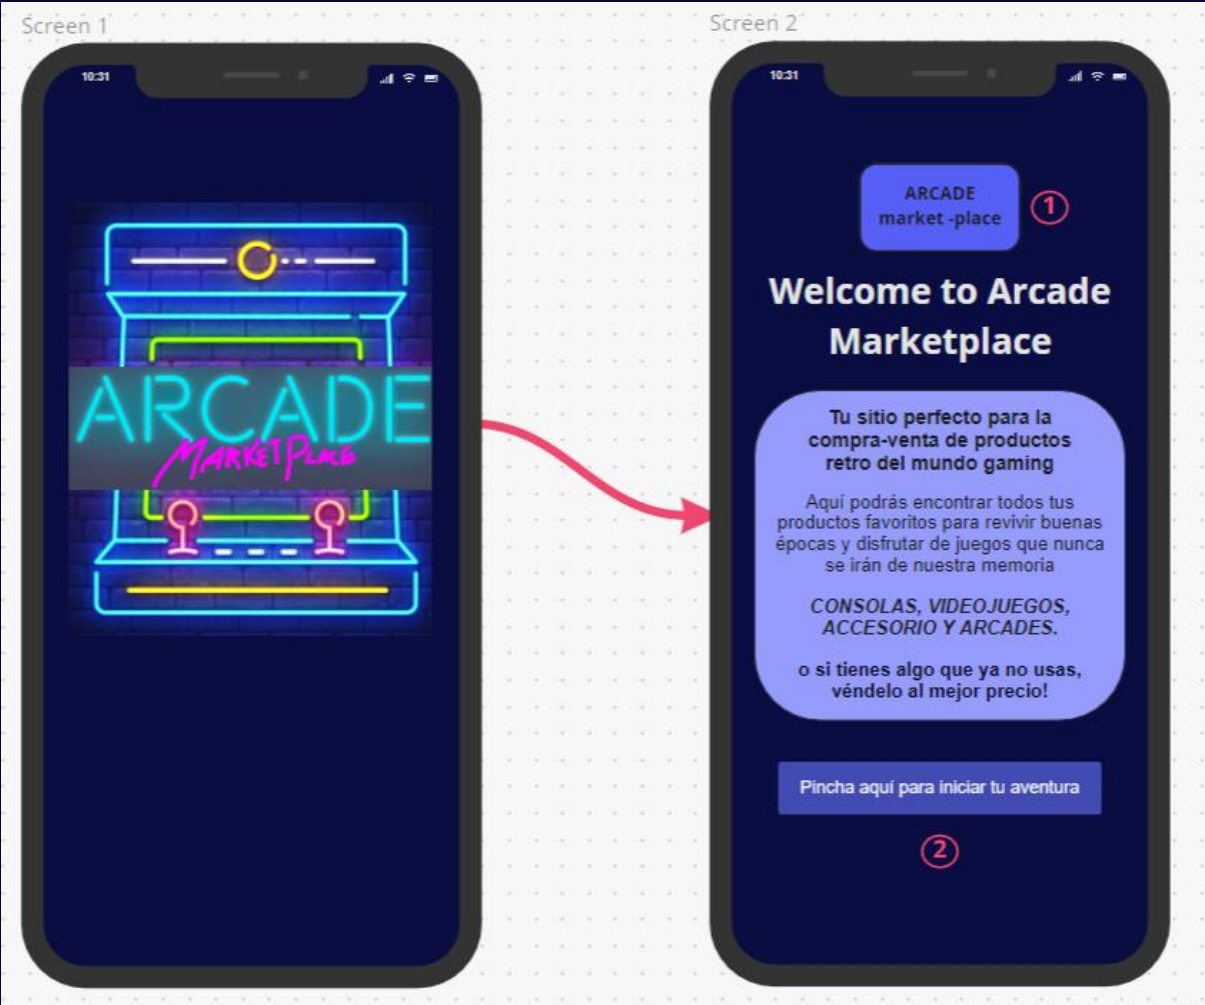 Screen 1
10:31
ARCADE
MARKETPLACE
Screen 2
10:31
ARCADE
market -place
1
Welcome to Arcade
Marketplace
Tu sitio perfecto para la
compra-venta de productos
retro del mundo gaming
Aquí podrás encontrar todos tus
productos favoritos para revivir buenas
épocas y disfrutar de juegos que nunca
se irán de nuestra memoria
CONSOLAS, VIDEOJUEGOS,
ACCESORIO Y ARCADES.
o si tienes algo que ya no usas,
véndelo al mejor precio!
Pincha aquí para iniciar tu aventura
2